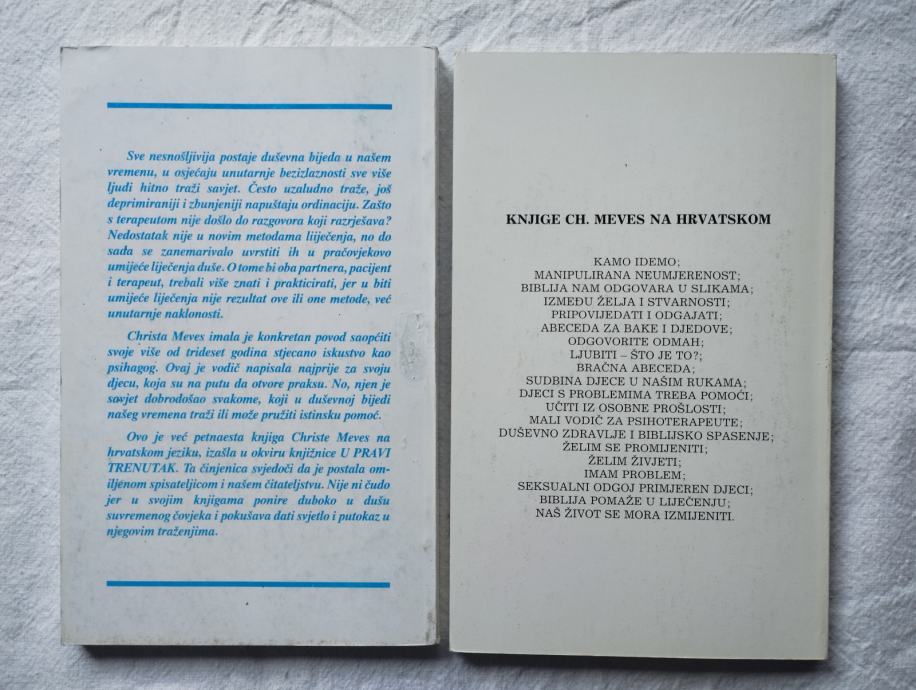 Sve nesnošljivija postaje duševna bijeda u našem
vremenu, u osjećaju unutarnje bezizlaznosti sve više
ljudi hitno traži savjet. Često uzaludno traže, još
deprimiraniji i zbunjeniji napuštaju ordinaciju. Zašto
s terapeutom nije došlo do razgovora koji razrješava?
Nedostatak nije u novim metodama liiječenja, no do
sada se zanemarivalo uvrstiti ih u pračovjekovo
umijeće liječenja duše. O tome bi oba partnera, pacijent
i terapeut, trebali više znati i prakticirati, jer u biti
umijeće liječenja nije rezultat ove ili one metode, već
unutarnje naklonosti.
Christa Meves imala je konkretan povod saopćiti
svoje više od trideset godina stjecano iskustvo kao
psihagog. Ovaj je vodič napisala najprije za svoju
djecu, koja su na putu da otvore praksu. No, njen je
savjet dobrodošao svakome, koji u duševnoj bijedi
našeg vremena traži ili može pružiti istinsku pomoć.
Ovo je već petnaesta knjiga Christe Meves na
hrvatskom jeziku, izašla u okviru knjižnice U PRAVI
TRENUTAK. Ta činjenica svjedoči da je postala om-
iljenom spisateljicom i našem čitateljstvu. Nije ni čudo
jer u svojim knjigama ponire duboko u dušu
suvremenog čovjeka i pokušava dati svjetlo i putokaz u
njegovim traženjima.
KNJIGE CH. MEVES NA HRVATSKOM
KAMO IDEMO;
MANIPULIRANA NEUMJERENOST;
BIBLIJA NAM ODGOVARA U SLIKAMA;
IZMEĐU ŽELJA I STVARNOSTI;
PRIPOVIJEDATI I ODGAJATI;
ABECEDA ZA BAKE I DJEDOVE;
ODGOVORITE ODMAH;
LJUBITI – ŠTO JE TO?;
BRAČNA ABECEDA;
SUDBINA DJECE U NAŠIM RUKAMA;
DJECI S PROBLEMIMA TREBA POMOĆI;
UČITI IZ OSOBNE PROŠLOSTI;
MALI VODIČ ZA PSIHOTERAPEUTE;
DUŠEVNO ZDRAVLJE I BIBLIJSKO SPASENJE;
ŽELIM SE PROMIJENITI;
ŽELIM ŽIVJETI;
IMAM PROBLEM;
SEKSUALNI ODGOJ PRIMJEREN DJECI;
BIBLIJA POMAŽE U LIJEČENJU;
NAŠ ŽIVOT SE MORA IZMIJENITI.